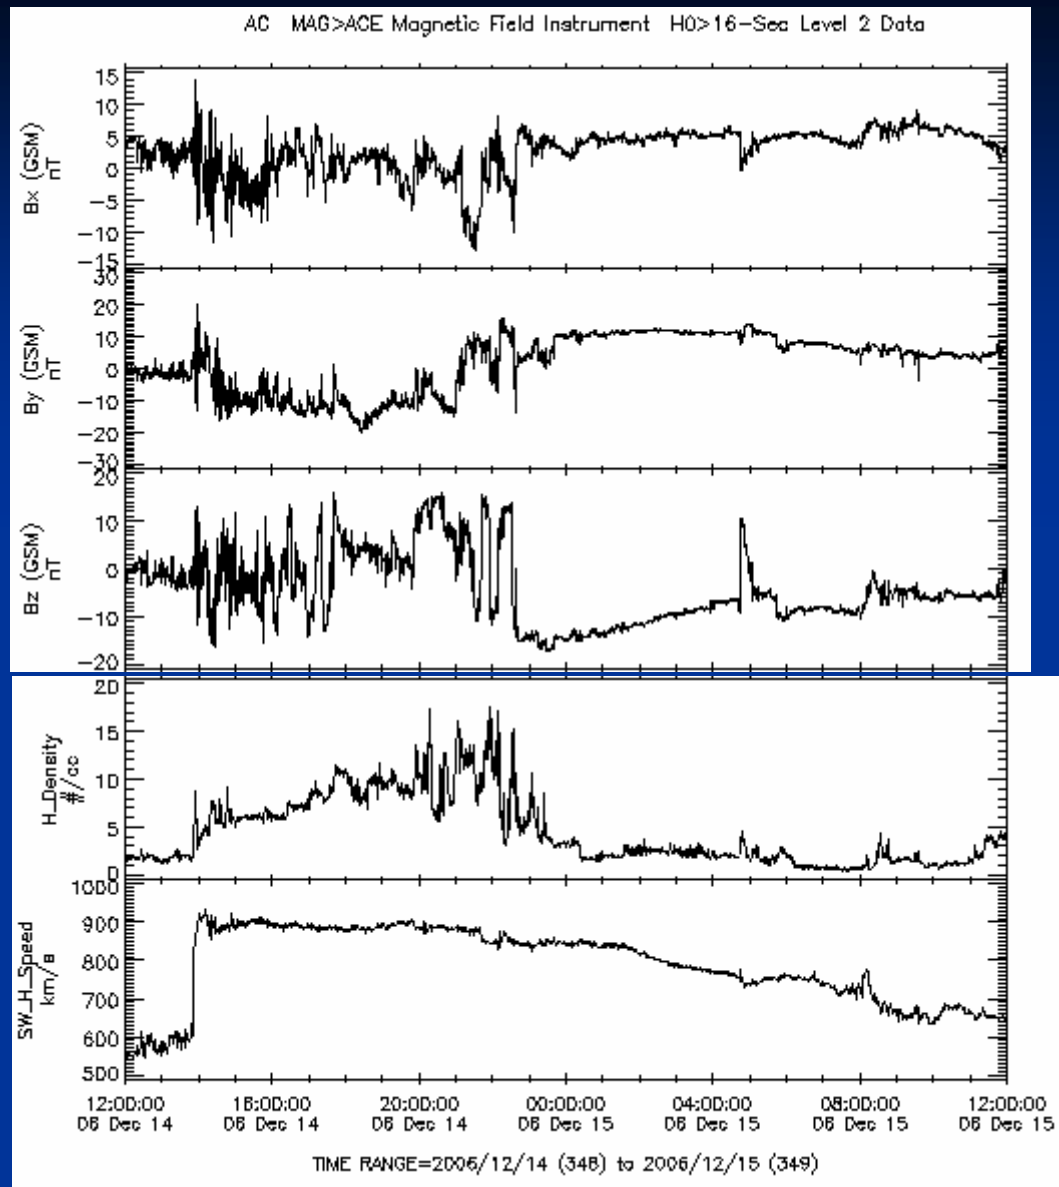 AC MAG>ACE Magnetic Field Instrument H0>16-Sec Level 2 Data
15
10
5
0
-5
-10
-15
Bx (GSM)
nT
30
20
10
0
-10
-20
-30
By (GSM)
nT
20
10
0
-10
-20
Bz (GSM)
nT
20
15
10
5
0
H_Density
#/cc
1000
900
800
700
600
500
SW_H_Speed
km/s
12:00:00 16:00:00 20:00:00 00:00:00 04:00:00 08:00:00 12:00:00
06 Dec 14 06 Dec 14 06 Dec 14 06 Dec 15 06 Dec 15 06 Dec 15 06 Dec 15
TIME RANGE=2006/12/14 (348) to 2006/12/15 (349)